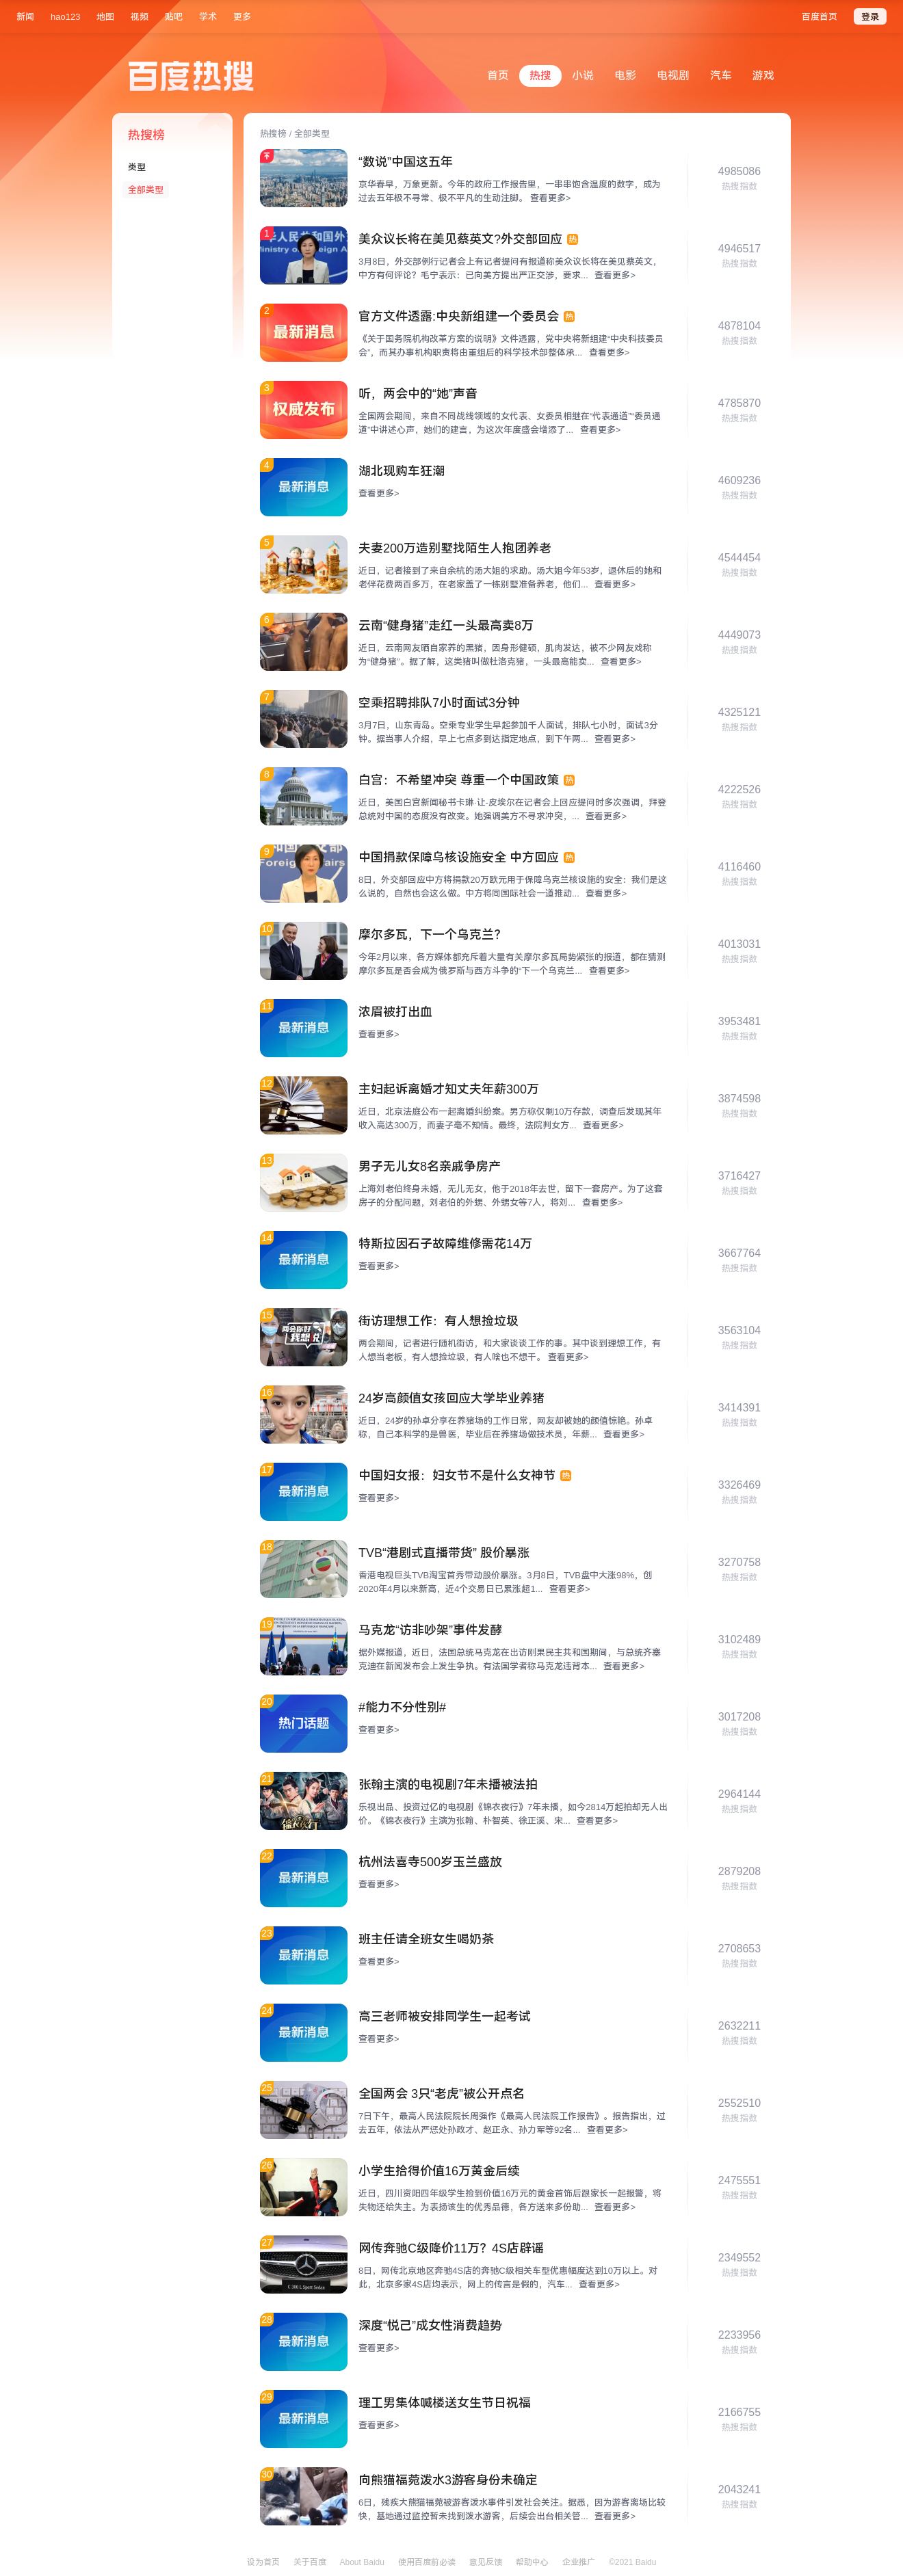 新闻 hao123 地图 视频 贴吧 学术 更多 百度首页 登录
百度热搜
首页 热搜 小说 电影 电视剧 汽车 游戏
热搜榜
类型
全部类型
热搜榜 / 全部类型
“数说”中国这五年
京华春早，万象更新。今年的政府工作报告里，一串串饱含温度的数字，成为
过去五年极不寻常、极不平凡的生动注脚。 查看更多>
4985086
热搜指数
1
美众议长将在美见蔡英文?外交部回应 热
3月8日，外交部例行记者会上有记者提问有报道称美众议长将在美见蔡英文，
中方有何评论？毛宁表示：已向美方提出严正交涉，要求... 查看更多>
4946517
热搜指数
2
最新消息
官方文件透露:中央新组建一个委员会 热
《关于国务院机构改革方案的说明》文件透露，党中央将新组建“中央科技委员
会”，而其办事机构职责将由重组后的科学技术部整体承... 查看更多>
4878104
热搜指数
3
权威发布
听，两会中的“她”声音
全国两会期间，来自不同战线领域的女代表、女委员相继在“代表通道”“委员通
道”中讲述心声，她们的建言，为这次年度盛会增添了... 查看更多>
4785870
热搜指数
4
最新消息
湖北现购车狂潮
查看更多>
4609236
热搜指数
5
夫妻200万造别墅找陌生人抱团养老
近日，记者接到了来自余杭的汤大姐的求助。汤大姐今年53岁，退休后的她和
老伴花费两百多万，在老家盖了一栋别墅准备养老，他们... 查看更多>
4544454
热搜指数
6
云南“健身猪”走红一头最高卖8万
近日，云南网友晒自家养的黑猪，因身形健硕，肌肉发达，被不少网友戏称
为“健身猪”。据了解，这类猪叫做杜洛克猪，一头最高能卖... 查看更多>
4449073
热搜指数
7
空乘招聘排队7小时面试3分钟
3月7日，山东青岛。空乘专业学生早起参加千人面试，排队七小时，面试3分
钟。据当事人介绍，早上七点多到达指定地点，到下午两... 查看更多>
4325121
热搜指数
8
白宫：不希望冲突 尊重一个中国政策 热
近日，美国白宫新闻秘书卡琳·让-皮埃尔在记者会上回应提问时多次强调，拜登
总统对中国的态度没有改变。她强调美方不寻求冲突，... 查看更多>
4222526
热搜指数
9
中国捐款保障乌核设施安全 中方回应 热
8日，外交部回应中方将捐款20万欧元用于保障乌克兰核设施的安全：我们是这
么说的，自然也会这么做。中方将同国际社会一道推动... 查看更多>
4116460
热搜指数
10
摩尔多瓦，下一个乌克兰？
今年2月以来，各方媒体都充斥着大量有关摩尔多瓦局势紧张的报道，都在猜测
摩尔多瓦是否会成为俄罗斯与西方斗争的“下一个乌克兰... 查看更多>
4013031
热搜指数
11
最新消息
浓眉被打出血
查看更多>
3953481
热搜指数
12
主妇起诉离婚才知丈夫年薪300万
近日，北京法庭公布一起离婚纠纷案。男方称仅剩10万存款，调查后发现其年
收入高达300万，而妻子毫不知情。最终，法院判女方... 查看更多>
3874598
热搜指数
13
男子无儿女8名亲戚争房产
上海刘老伯终身未婚，无儿无女，他于2018年去世，留下一套房产。为了这套
房子的分配问题，刘老伯的外甥、外甥女等7人，将刘... 查看更多>
3716427
热搜指数
14
最新消息
特斯拉因石子故障维修需花14万
查看更多>
3667764
热搜指数
15
两会你好
我想兑
街访理想工作：有人想捡垃圾
两会期间，记者进行随机街访，和大家谈谈工作的事。其中谈到理想工作，有
人想当老板，有人想捡垃圾，有人啥也不想干。 查看更多>
3563104
热搜指数
16
24岁高颜值女孩回应大学毕业养猪
近日，24岁的孙卓分享在养猪场的工作日常，网友却被她的颜值惊艳。孙卓
称，自己本科学的是兽医，毕业后在养猪场做技术员，年薪... 查看更多>
3414391
热搜指数
17
最新消息
中国妇女报：妇女节不是什么女神节 热
查看更多>
3326469
热搜指数
18
TVB“港剧式直播带货” 股价暴涨
香港电视巨头TVB淘宝首秀带动股价暴涨。3月8日，TVB盘中大涨98%，创
2020年4月以来新高，近4个交易日已累涨超1... 查看更多>
3270758
热搜指数
19
马克龙“访非吵架”事件发酵
据外媒报道，近日，法国总统马克龙在出访刚果民主共和国期间，与总统齐塞
克迪在新闻发布会上发生争执。有法国学者称马克龙违背本... 查看更多>
3102489
热搜指数
20
热门话题
#能力不分性别#
查看更多>
3017208
热搜指数
21
锦衣夜行
张翰主演的电视剧7年未播被法拍
乐视出品、投资过亿的电视剧《锦衣夜行》7年未播，如今2814万起拍却无人出
价。《锦衣夜行》主演为张翰、朴智英、徐正溪、宋... 查看更多>
2964144
热搜指数
22
最新消息
杭州法喜寺500岁玉兰盛放
查看更多>
2879208
热搜指数
23
最新消息
班主任请全班女生喝奶茶
查看更多>
2708653
热搜指数
24
最新消息
高三老师被安排同学生一起考试
查看更多>
2632211
热搜指数
25
全国两会 3只“老虎”被公开点名
7日下午，最高人民法院院长周强作《最高人民法院工作报告》。报告指出，过
去五年，依法从严惩处孙政才、赵正永、孙力军等92名... 查看更多>
2552510
热搜指数
26
小学生拾得价值16万黄金后续
近日，四川资阳四年级学生捡到价值16万元的黄金首饰后跟家长一起报警，将
失物还给失主。为表扬该生的优秀品德，各方送来多份助... 查看更多>
2475551
热搜指数
27
网传奔驰C级降价11万？4S店辟谣
8日，网传北京地区奔驰4S店的奔驰C级相关车型优惠幅度达到10万以上。对
此，北京多家4S店均表示，网上的传言是假的，汽车... 查看更多>
2349552
热搜指数
28
最新消息
深度“悦己”成女性消费趋势
查看更多>
2233956
热搜指数
29
最新消息
理工男集体喊楼送女生节日祝福
查看更多>
2166755
热搜指数
30
向熊猫福菀泼水3游客身份未确定
6日，残疾大熊猫福菀被游客泼水事件引发社会关注。据悉，因为游客离场比较
快，基地通过监控暂未找到泼水游客，后续会出台相关管... 查看更多>
2043241
热搜指数
设为首页 关于百度 About Baidu 使用百度前必读 意见反馈 帮助中心 企业推广 ©2021 Baidu